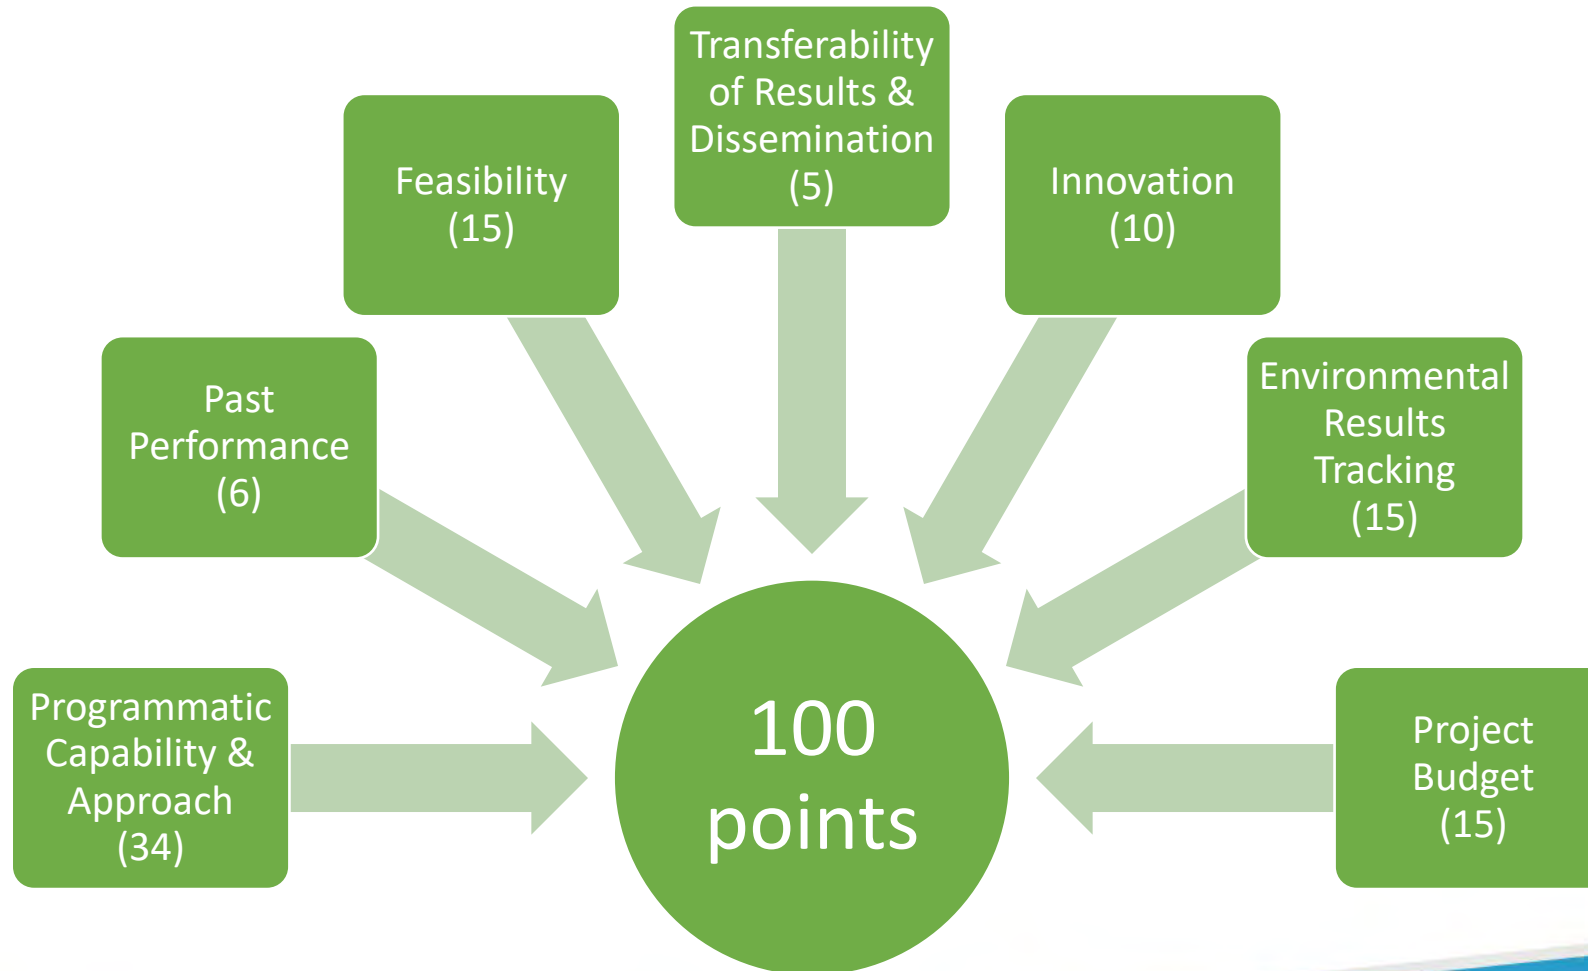 Transferability
of Results &
Dissemination
(5)
Feasibility
(15)
Innovation
(10)
Past
Performance
(6)
Environmental
Results
Tracking
(15)
Programmatic
Capability &
Approach
(34)
100
points
Project
Budget
(15)